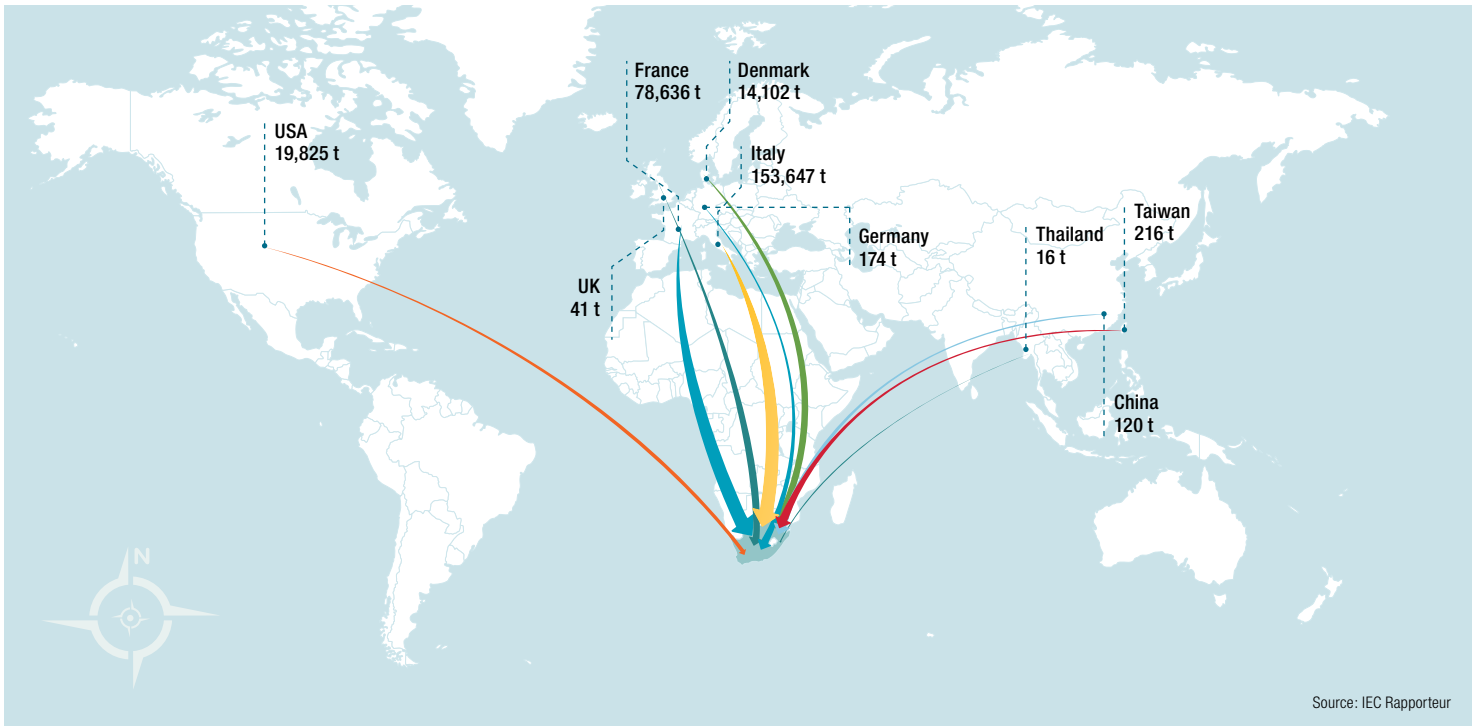 France
78,636 t
Denmark
14,102 t
USA
19,825 t
Italy
153,647 t
Germany
174 t
Thailand
16 t
Taiwan
216 t
UK
41 t
China
120 t
N
Source: IEC Rapporteur